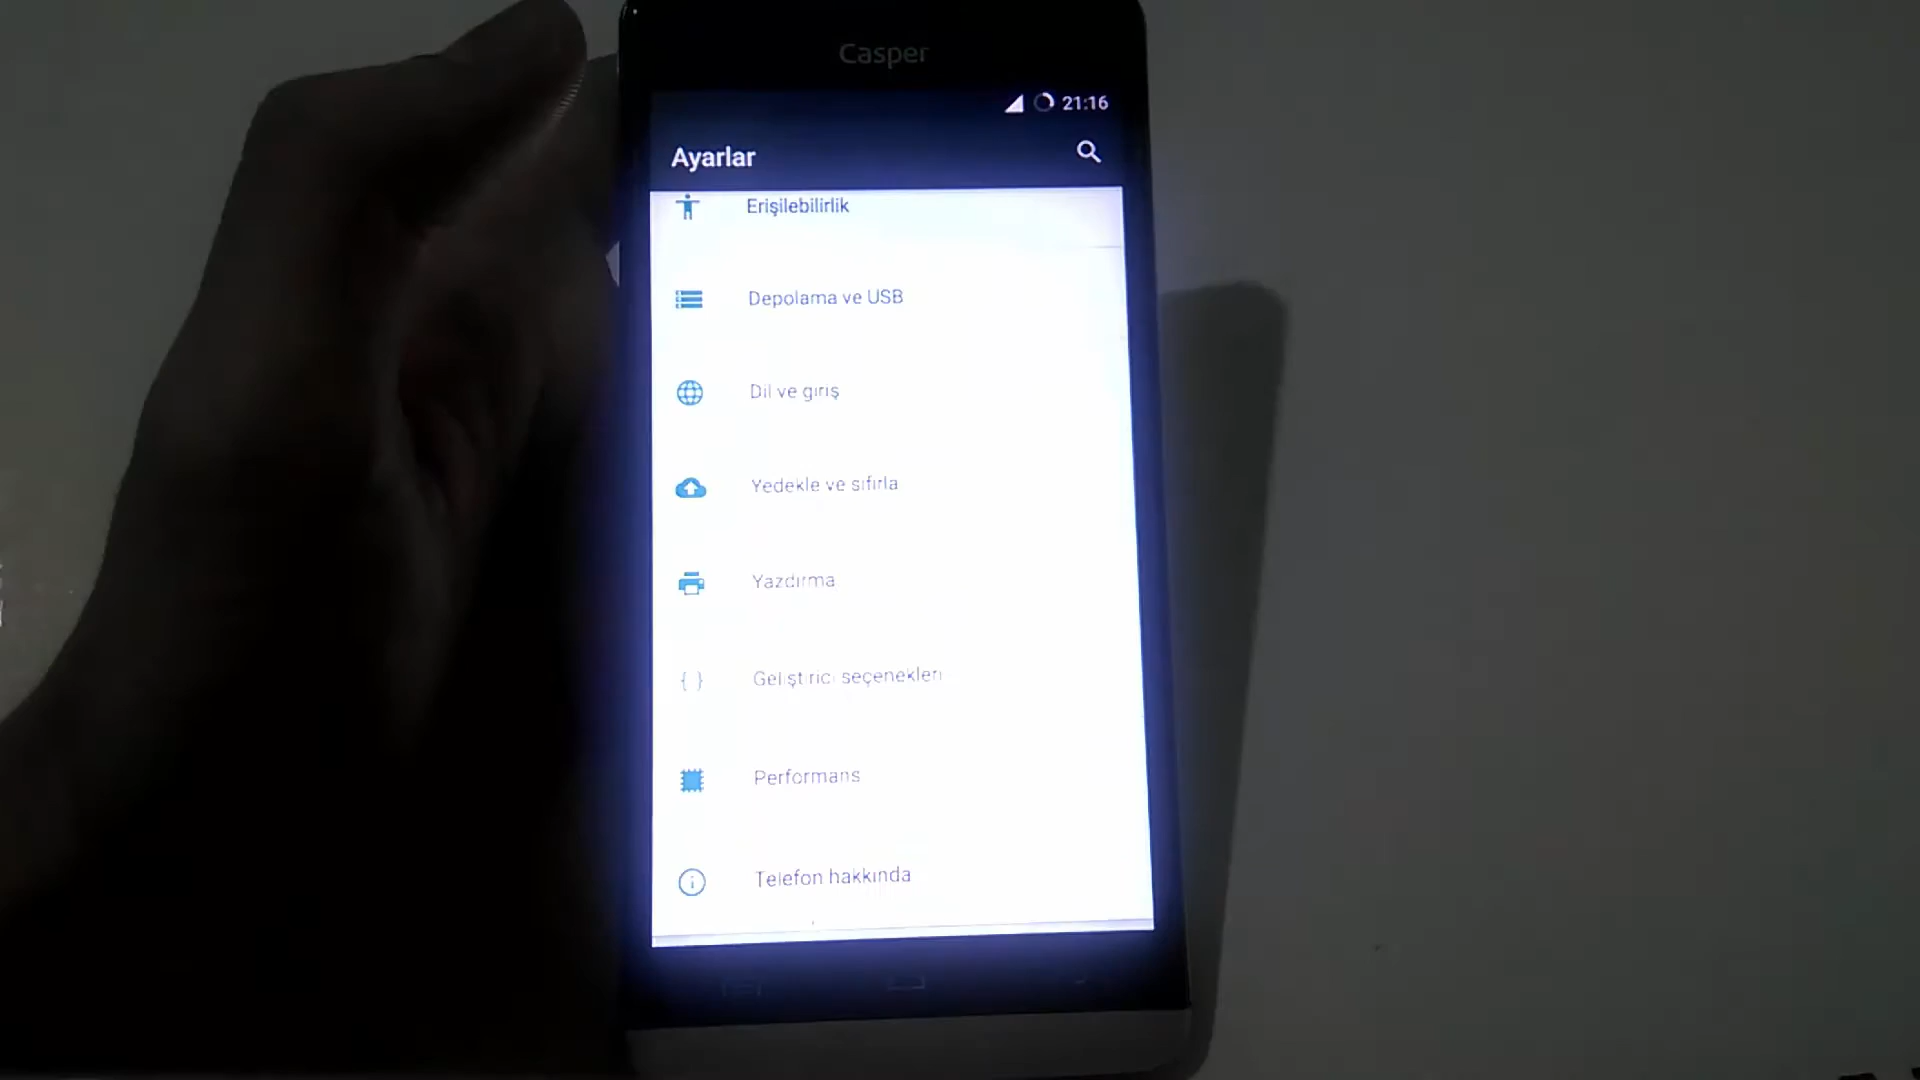 Casper
21:16
Ayarlar
Erişilebilirlik
Depolama ve USB
Dil ve giriş
Yedekle ve sıfırla
Yazdırma
{ } Geliştirici seçenekleri
Performans
Telefon hakkında